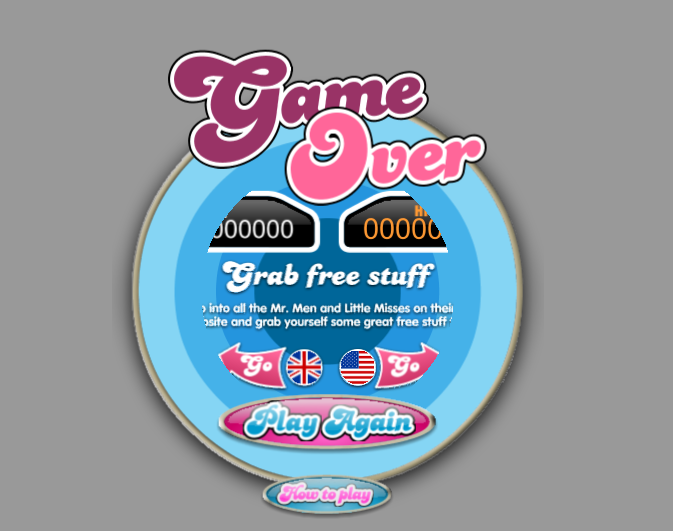 Game
Over
000000
HI
00000
Grab free stuff
into all the Mr. Men and Little Misses on their
site and grab yourself some great free stuff
Go
Go
Play Again
How to play